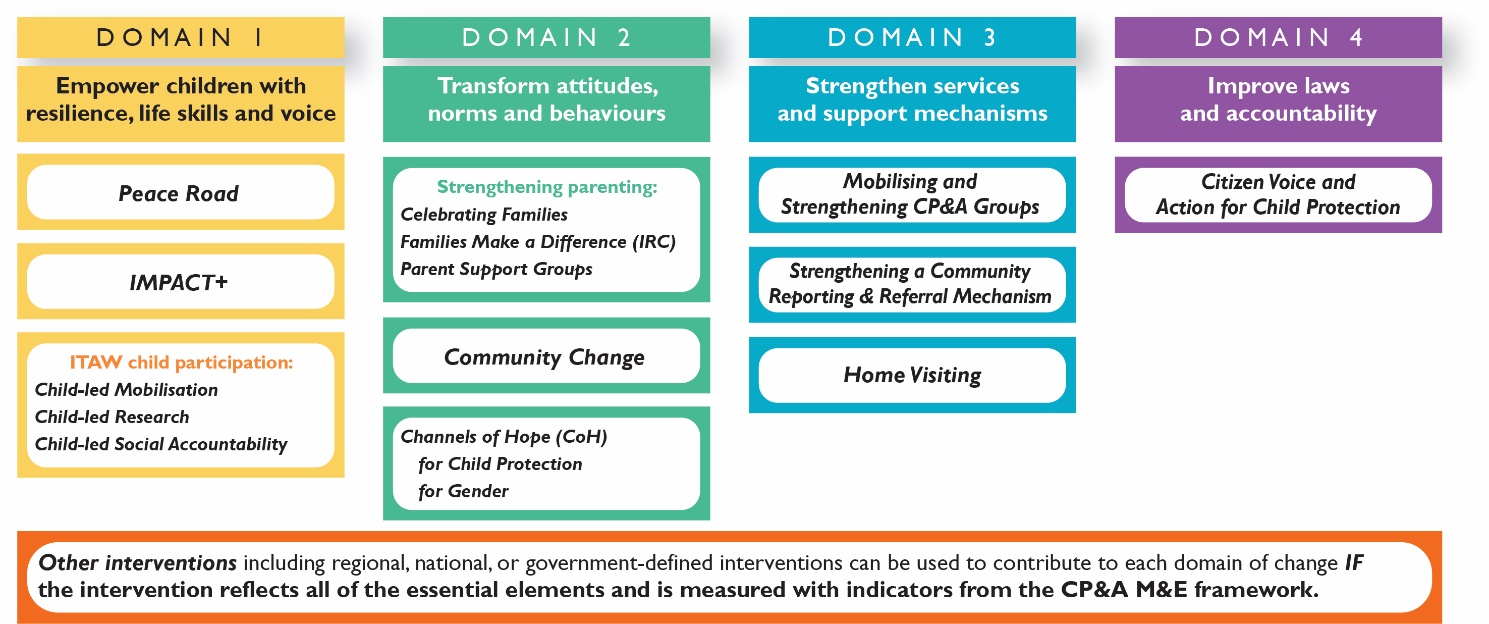 DOMAIN 1
Empower children with
resilience, life skills and voice
Peace Road
IMPACT+
ITAW child participation:
Child-led Mobilisation
Child-led Research
Child-led Social Accountability
DOMAIN 2
Transform attitudes,
norms and behaviours
Strengthening parenting:
Celebrating Families
Families Make a Difference (IRC)
Parent Support Groups
Community Change
Channels of Hope (CoH)
for Child Protection
for Gender
DOMAIN 3
Strengthen services
and support mechanisms
Mobilising and
Strengthening CP&A Groups
Strengthening a Community
Reporting & Referral Mechanism
Home Visiting
DOMAIN 4
Improve laws
and accountability
Citizen Voice and
Action for Child Protection
Other interventions including regional, national, or government-defined interventions can be used to contribute to each domain of change IF
the intervention reflects all of the essential elements and is measured with indicators from the CP&A M&E framework.